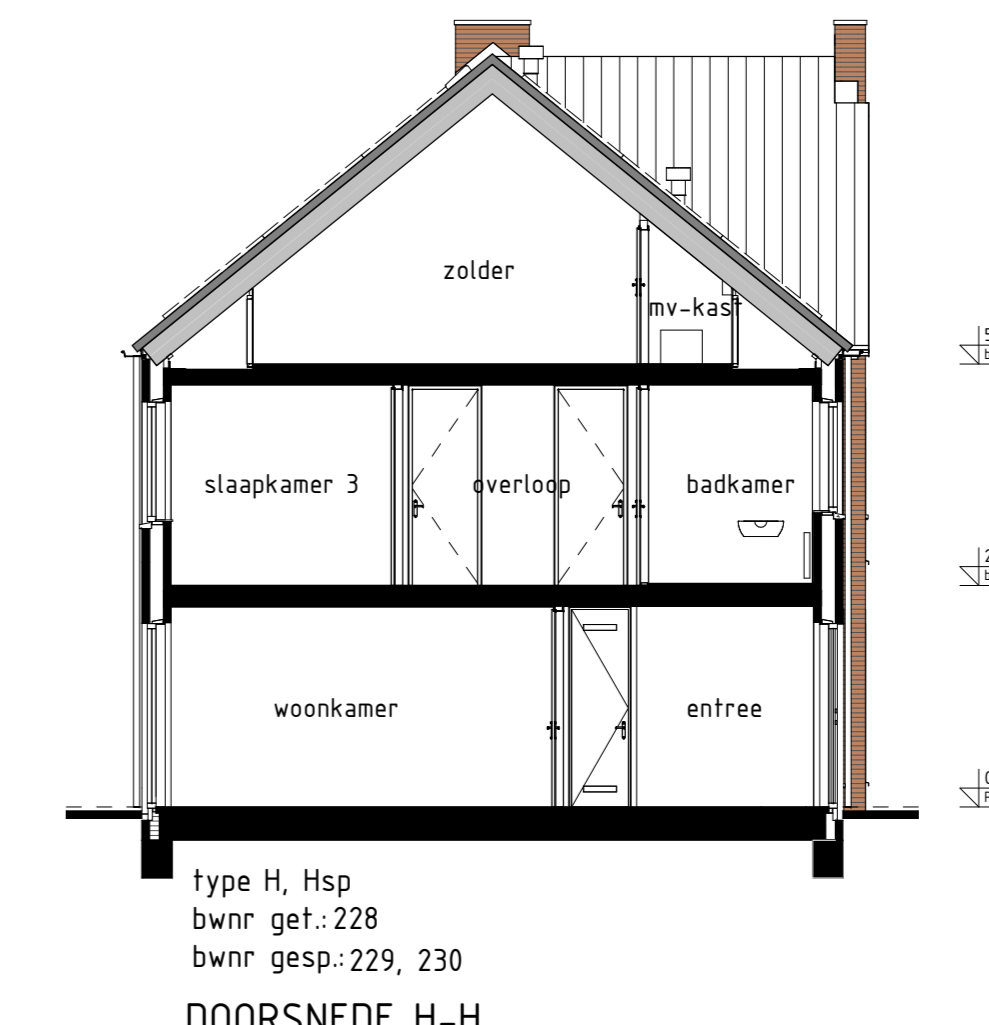 zolder
mv-kast
slaapkamer 3
overloop
badkamer
woonkamer
entree
type H, Hsp
bwnr get.: 228
bwnr gesp.: 229, 230
DOORSNEDE H-H